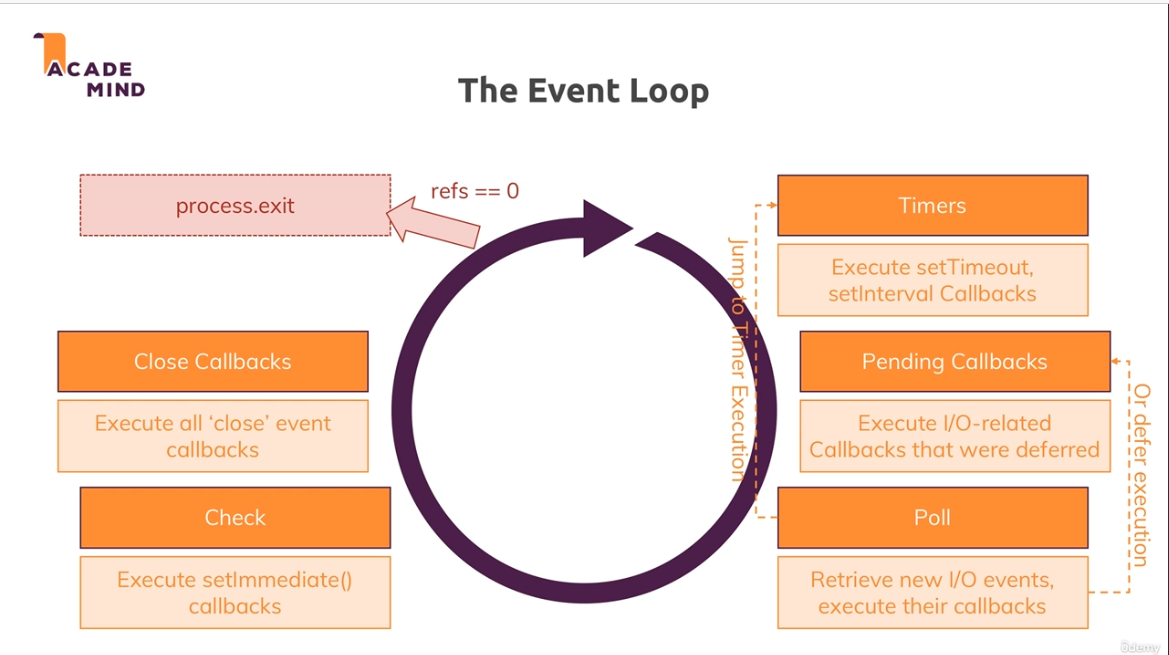 ACADE
MIND
The Event Loop
process.exit
refs == 0
Timers
Execute setTimeout,
setInterval Callbacks
Jump to Timer Execution
Close Callbacks
Execute all ‘close’ event
callbacks
Pending Callbacks
Execute I/O-related
Callbacks that were deferred
Or defer execution
Check
Execute setImmediate()
callbacks
Poll
Retrieve new I/O events,
execute their callbacks
ûdemy